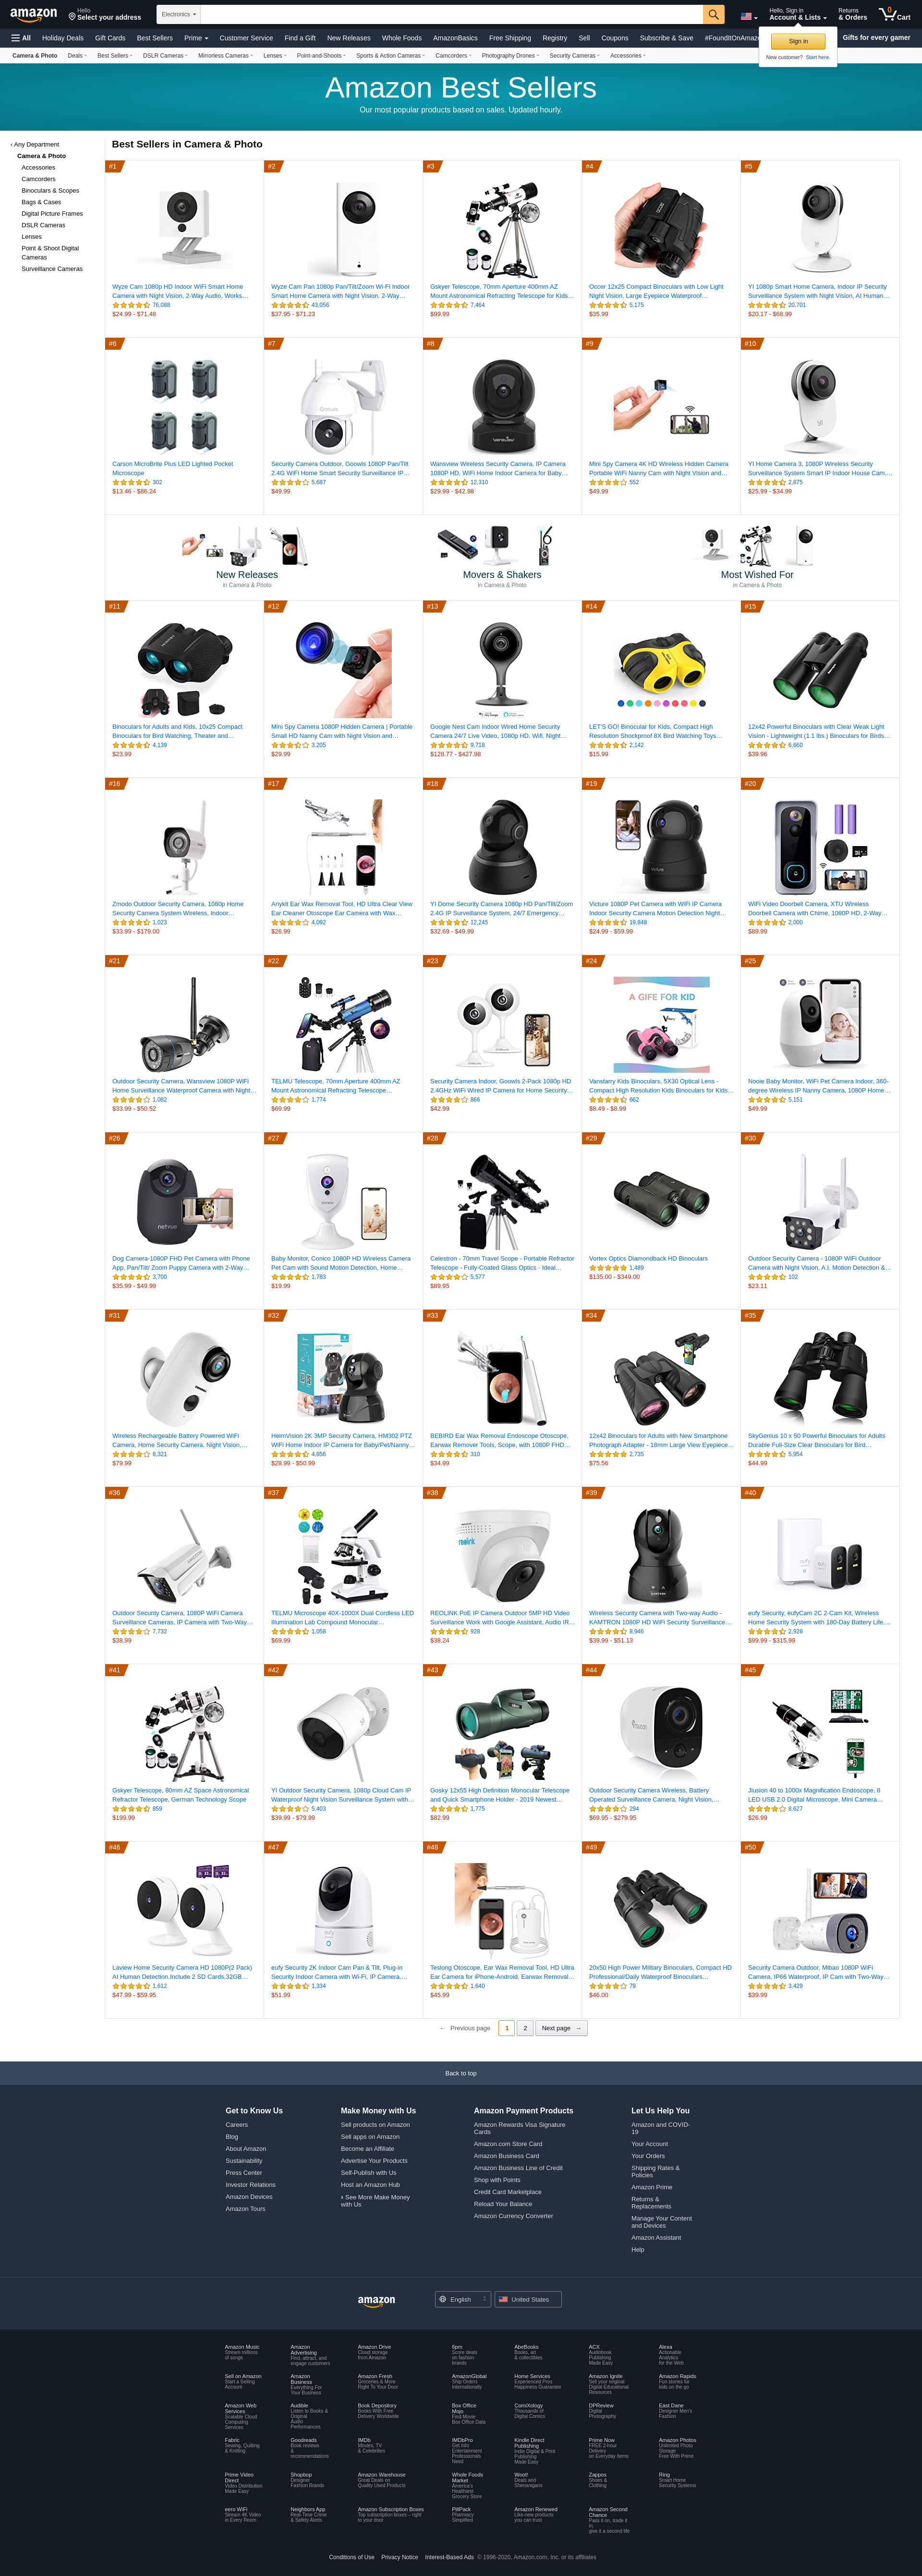 amazon
Hello
Select your address
Electronics
Hello, Sign in
Account & Lists
Returns
& Orders
0
Cart
All
Holiday Deals
Gift Cards
Best Sellers
Prime
Customer Service
Find a Gift
New Releases
Whole Foods
AmazonBasics
Free Shipping
Registry
Sell
Coupons
Subscribe & Save
#FoundItOnAmazon
Gifts for every gamer
Sign in
New customer? Start here.
Camera & Photo
Deals
Best Sellers
DSLR Cameras
Mirrorless Cameras
Lenses
Point-and-Shoots
Sports & Action Cameras
Camcorders
Photography Drones
Security Cameras
Accessories
Amazon Best Sellers
Our most popular products based on sales. Updated hourly.
‹ Any Department
Camera & Photo
Accessories
Camcorders
Binoculars & Scopes
Bags & Cases
Digital Picture Frames
DSLR Cameras
Lenses
Point & Shoot Digital
Cameras
Surveillance Cameras
Best Sellers in Camera & Photo
#1
Wyze Cam 1080p HD Indoor WiFi Smart Home
Camera with Night Vision, 2-Way Audio, Works…
76,088
$24.99 - $71.48
#2
Wyze Cam Pan 1080p Pan/Tilt/Zoom Wi-Fi Indoor
Smart Home Camera with Night Vision, 2-Way…
43,056
$37.95 - $71.23
#3
Gskyer Telescope, 70mm Aperture 400mm AZ
Mount Astronomical Refracting Telescope for Kids…
7,464
$99.99
#4
Occer 12x25 Compact Binoculars with Low Light
Night Vision, Large Eyepiece Waterproof…
5,175
$35.99
#5
YI 1080p Smart Home Camera, Indoor IP Security
Surveillance System with Night Vision, AI Human…
20,701
$20.17 - $68.99
#6
Carson MicroBrite Plus LED Lighted Pocket
Microscope
302
$13.46 - $86.24
#7
Security Camera Outdoor, Goowls 1080P Pan/Tilt
2.4G WiFi Home Smart Security Surveillance IP…
5,687
$49.99
#8
Wansview Wireless Security Camera, IP Camera
1080P HD, WiFi Home Indoor Camera for Baby…
12,310
$29.99 - $42.98
#9
Mini Spy Camera 4K HD Wireless Hidden Camera
Portable WiFi Nanny Cam with Night Vision and…
552
$49.99
#10
YI Home Camera 3, 1080P Wireless Security
Surveillance System Smart IP Indoor House Cam,…
2,875
$25.99 - $34.99
New Releases
in Camera & Photo
Movers & Shakers
in Camera & Photo
Most Wished For
in Camera & Photo
#11
Binoculars for Adults and Kids, 10x25 Compact
Binoculars for Bird Watching, Theater and…
4,139
$23.99
#12
Mini Spy Camera 1080P Hidden Camera | Portable
Small HD Nanny Cam with Night Vision and…
3,205
$29.99
#13
Google Nest Cam Indoor Wired Home Security
Camera 24/7 Live Video, 1080p HD, Wifi, Night…
9,718
$128.77 - $427.98
#14
LET'S GO! Binocular for Kids, Compact High
Resolution Shockproof 8X Bird Watching Toys…
2,142
$15.99
#15
12x42 Powerful Binoculars with Clear Weak Light
Vision - Lightweight (1.1 lbs.) Binoculars for Birds…
6,660
$39.96
#16
Zmodo Outdoor Security Camera, 1080p Home
Security Camera System Wireless, Indoor…
1,023
$33.99 - $179.00
#17
Anykit Ear Wax Removal Tool, HD Ultra Clear View
Ear Cleaner Otoscope Ear Camera with Wax…
4,092
$26.99
#18
YI Dome Security Camera 1080p HD Pan/Tilt/Zoom
2.4G IP Surveillance System, 24/7 Emergency…
12,245
$32.69 - $49.99
#19
Victure 1080P Pet Camera with WiFi IP Camera
Indoor Security Camera Motion Detection Night…
19,848
$24.99 - $59.99
#20
WiFi Video Doorbell Camera, XTU Wireless
Doorbell Camera with Chime, 1080P HD, 2-Way…
2,000
$89.99
#21
Outdoor Security Camera, Wansview 1080P WiFi
Home Surveillance Waterproof Camera with Night…
1,082
$33.99 - $50.52
#22
TELMU Telescope, 70mm Aperture 400mm AZ
Mount Astronomical Refracting Telescope…
1,774
$69.99
#23
Security Camera Indoor, Goowls 2-Pack 1080p HD
2.4GHz WiFi Wired IP Camera for Home Security…
866
$42.99
#24
A GIFE FOR KID
Vanstarry Kids Binoculars, 5X30 Optical Lens -
Compact High Resolution Kids Binoculars for Kids…
662
$8.49 - $8.99
#25
Nooie Baby Monitor, WiFi Pet Camera Indoor, 360-
degree Wireless IP Nanny Camera, 1080P Home…
5,151
$49.99
#26
netvue
Dog Camera-1080P FHD Pet Camera with Phone
App, Pan/Tilt/ Zoom Puppy Camera with 2-Way…
3,700
$35.99 - $49.99
#27
Baby Monitor, Conico 1080P HD Wireless Camera
Pet Cam with Sound Motion Detection, Home…
1,783
$19.99
#28
Celestron - 70mm Travel Scope - Portable Refractor
Telescope - Fully-Coated Glass Optics - Ideal…
5,577
$89.95
#29
Vortex Optics Diamondback HD Binoculars
1,489
$135.00 - $349.00
#30
Outdoor Security Camera - 1080P WiFi Outdoor
Camera with Night Vision, A.I. Motion Detection &…
102
$23.11
#31
Wireless Rechargeable Battery Powered WiFi
Camera, Home Security Camera, Night Vision,…
8,321
$79.99
#32
HeimVision 2K 3MP Security Camera, HM302 PTZ
WiFi Home Indoor IP Camera for Baby/Pet/Nanny…
4,856
$28.99 - $50.99
#33
BEBIRD Ear Wax Removal Endoscope Otoscope,
Earwax Remover Tools, Scope, with 1080P FHD…
310
$34.99
#34
12x42 Binoculars for Adults with New Smartphone
Photograph Adapter - 18mm Large View Eyepiece…
2,735
$75.56
#35
SkyGenius 10 x 50 Powerful Binoculars for Adults
Durable Full-Size Clear Binoculars for Bird…
5,954
$44.99
#36
Outdoor Security Camera, 1080P WiFi Camera
Surveillance Cameras, IP Camera with Two-Way…
7,732
$38.99
#37
TELMU Microscope 40X-1000X Dual Cordless LED
Illumination Lab Compound Monocular…
1,058
$69.99
#38
reolink
REOLINK PoE IP Camera Outdoor 5MP HD Video
Surveillance Work with Google Assistant, Audio IR…
928
$38.24
#39
Wireless Security Camera with Two-way Audio -
KAMTRON 1080P HD WiFi Security Surveillance…
8,946
$39.99 - $51.13
#40
eufy Security, eufyCam 2C 2-Cam Kit, Wireless
Home Security System with 180-Day Battery Life,…
2,928
$99.99 - $315.99
#41
Gskyer Telescope, 80mm AZ Space Astronomical
Refractor Telescope, German Technology Scope
859
$199.99
#42
YI Outdoor Security Camera, 1080p Cloud Cam IP
Waterproof Night Vision Surveillance System with…
5,403
$39.99 - $79.99
#43
Gosky 12x55 High Definition Monocular Telescope
and Quick Smartphone Holder - 2019 Newest…
1,775
$82.99
#44
Outdoor Security Camera Wireless, Battery
Operated Surveillance Camera, Night Vision,…
294
$69.95 - $279.95
#45
Jiusion 40 to 1000x Magnification Endoscope, 8
LED USB 2.0 Digital Microscope, Mini Camera…
8,627
$26.99
#46
Laview Home Security Camera HD 1080P(2 Pack)
AI Human Detection,Include 2 SD Cards,32GB…
1,612
$47.99 - $59.95
#47
eufy Security 2K Indoor Cam Pan & Tilt, Plug-in
Security Indoor Camera with Wi-Fi, IP Camera,…
1,334
$51.99
#48
Teslong Otoscope, Ear Wax Removal Tool, HD Ultra
Ear Camera for iPhone-Android, Earwax Removal…
1,640
$45.99
#49
20x50 High Power Military Binoculars, Compact HD
Professional/Daily Waterproof Binoculars…
79
$46.00
#50
Security Camera Outdoor, Mibao 1080P WiFi
Camera, IP66 Waterproof, IP Cam with Two-Way…
3,429
$39.99
← Previous page
1
2
Next page →
Back to top
Get to Know Us
Careers
Blog
About Amazon
Sustainability
Press Center
Investor Relations
Amazon Devices
Amazon Tours
Make Money with Us
Sell products on Amazon
Sell apps on Amazon
Become an Affiliate
Advertise Your Products
Self-Publish with Us
Host an Amazon Hub
› See More Make Money
with Us
Amazon Payment Products
Amazon Rewards Visa Signature
Cards
Amazon.com Store Card
Amazon Business Card
Amazon Business Line of Credit
Shop with Points
Credit Card Marketplace
Reload Your Balance
Amazon Currency Converter
Let Us Help You
Amazon and COVID-
19
Your Account
Your Orders
Shipping Rates &
Policies
Amazon Prime
Returns &
Replacements
Manage Your Content
and Devices
Amazon Assistant
Help
amazon
English
United States
Amazon Music
Stream millions
of songs
Amazon
Advertising
Find, attract, and
engage customers
Amazon Drive
Cloud storage
from Amazon
6pm
Score deals
on fashion
brands
AbeBooks
Books, art
& collectibles
ACX
Audiobook
Publishing
Made Easy
Alexa
Actionable
Analytics
for the Web
Sell on Amazon
Start a Selling
Account
Amazon
Business
Everything For
Your Business
Amazon Fresh
Groceries & More
Right To Your Door
AmazonGlobal
Ship Orders
Internationally
Home Services
Experienced Pros
Happiness Guarantee
Amazon Ignite
Sell your original
Digital Educational
Resources
Amazon Rapids
Fun stories for
kids on the go
Amazon Web
Services
Scalable Cloud
Computing
Services
Audible
Listen to Books &
Original
Audio
Performances
Book Depository
Books With Free
Delivery Worldwide
Box Office
Mojo
Find Movie
Box Office Data
ComiXology
Thousands of
Digital Comics
DPReview
Digital
Photography
East Dane
Designer Men's
Fashion
Fabric
Sewing, Quilting
& Knitting
Goodreads
Book reviews
&
recommendations
IMDb
Movies, TV
& Celebrities
IMDbPro
Get Info
Entertainment
Professionals
Need
Kindle Direct
Publishing
Indie Digital & Print
Publishing
Made Easy
Prime Now
FREE 2-hour
Delivery
on Everyday Items
Amazon Photos
Unlimited Photo
Storage
Free With Prime
Prime Video
Direct
Video Distribution
Made Easy
Shopbop
Designer
Fashion Brands
Amazon Warehouse
Great Deals on
Quality Used Products
Whole Foods
Market
America's
Healthiest
Grocery Store
Woot!
Deals and
Shenanigans
Zappos
Shoes &
Clothing
Ring
Smart Home
Security Systems
eero WiFi
Stream 4K Video
in Every Room
Neighbors App
Real-Time Crime
& Safety Alerts
Amazon Subscription Boxes
Top subscription boxes – right
to your door
PillPack
Pharmacy
Simplified
Amazon Renewed
Like-new products
you can trust
Amazon Second
Chance
Pass it on, trade it
in,
give it a second life
Conditions of Use
Privacy Notice
Interest-Based Ads
© 1996-2020, Amazon.com, Inc. or its affiliates